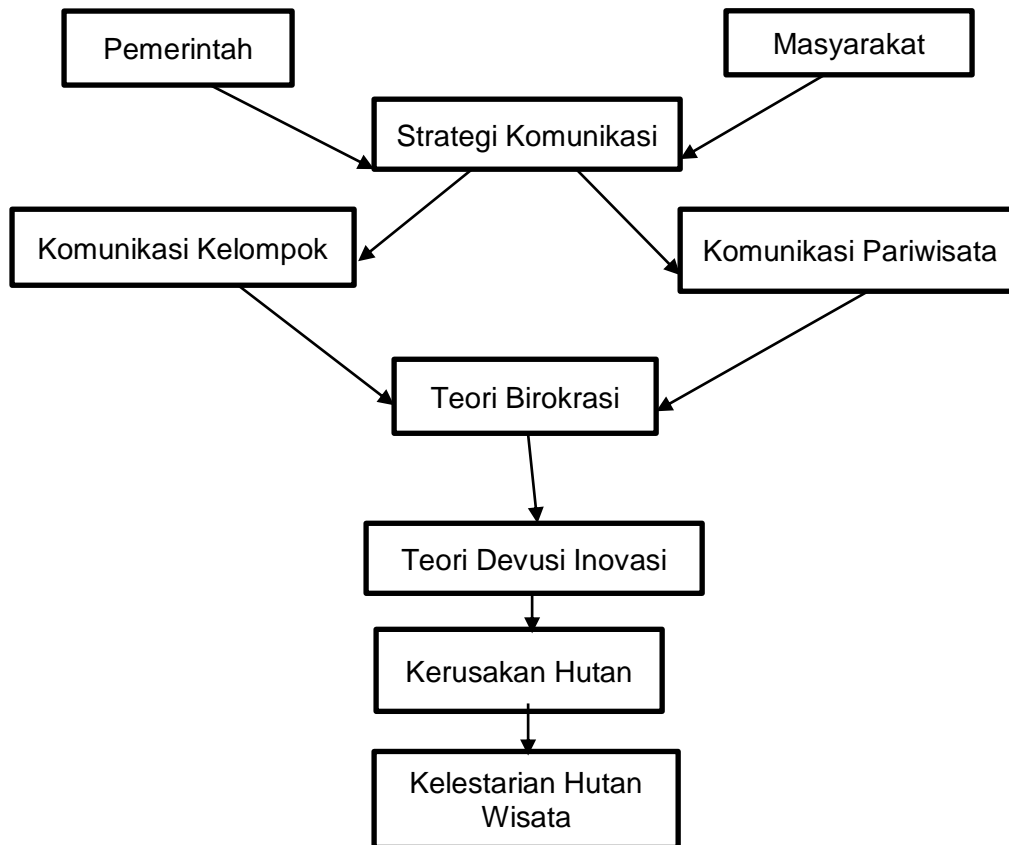 Pemerintah
Masyarakat
Strategi Komunikasi
Komunikasi Kelompok
Komunikasi Pariwisata
Teori Birokrasi
Teori Devusi Inovasi
Kerusakan Hutan
Kelestarian Hutan
Wisata